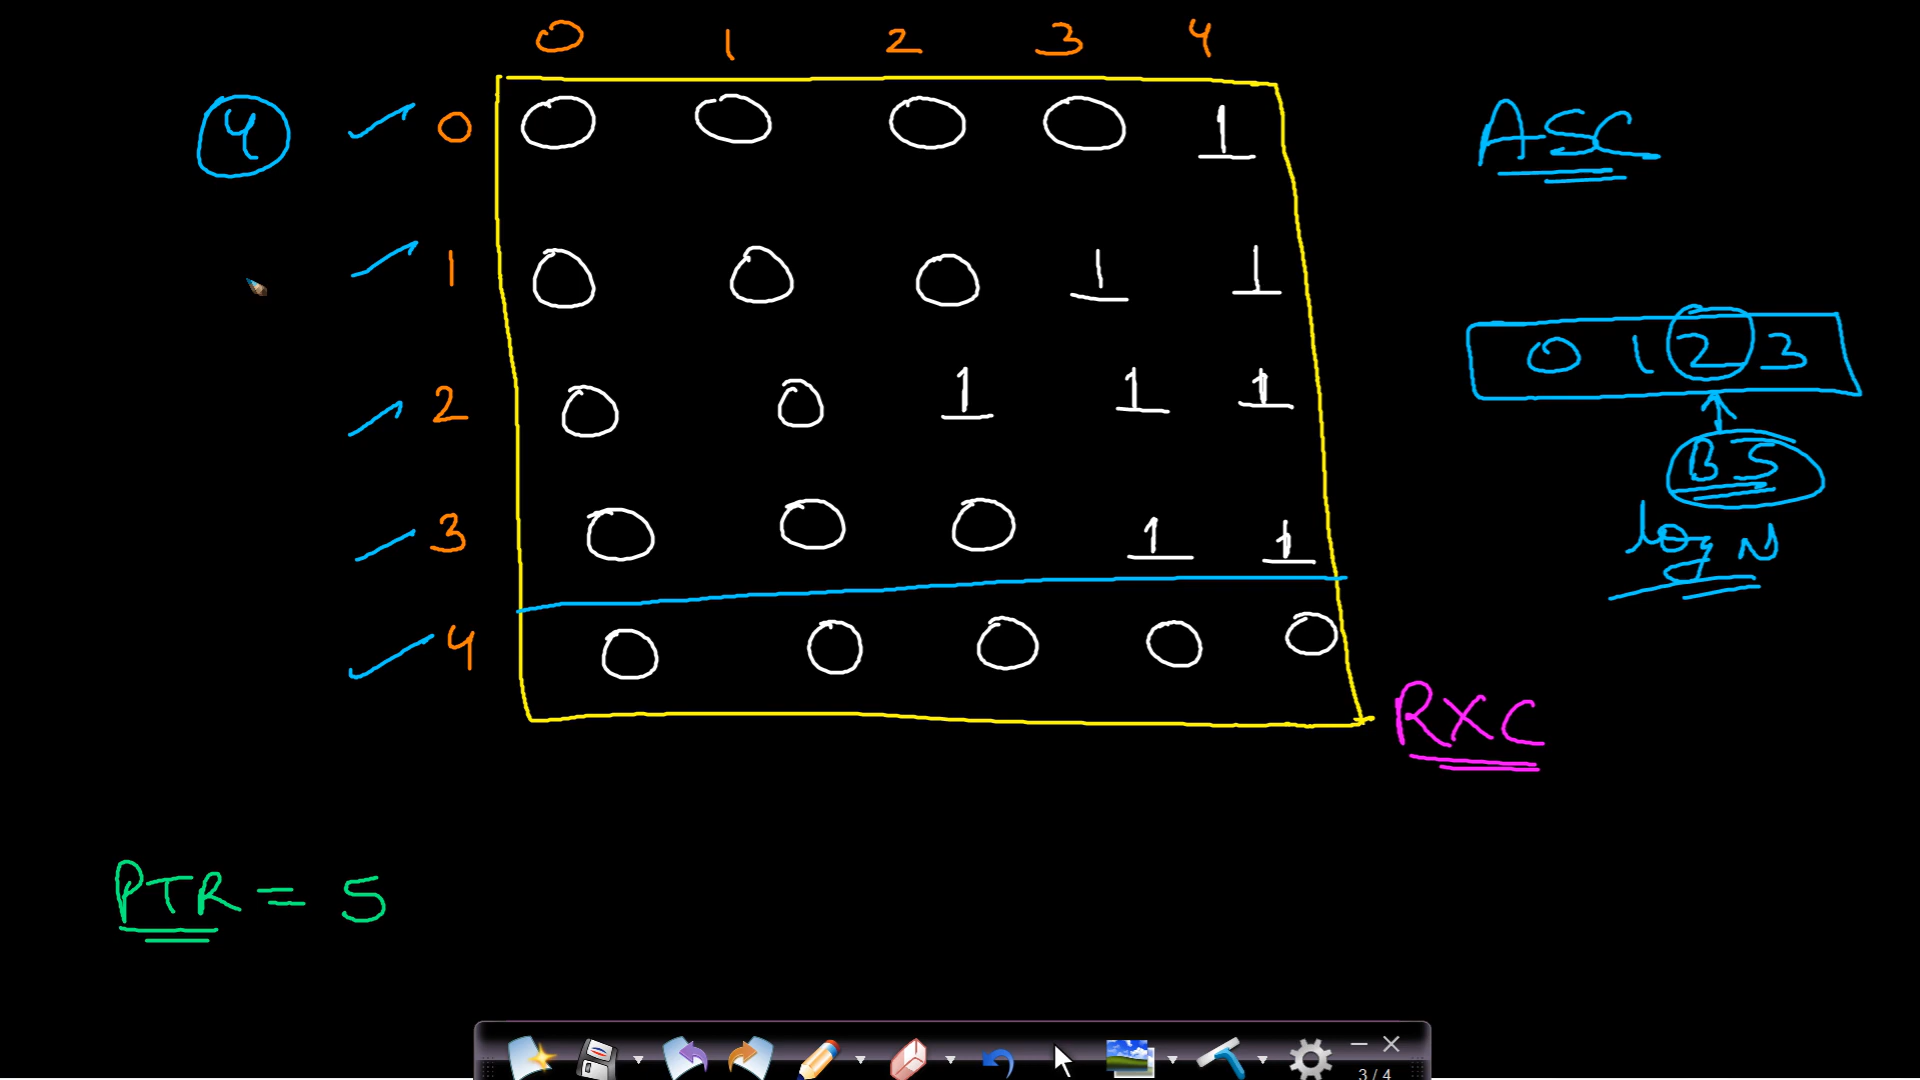 0 1 2 3 4
4 0 0 0 0 0 1 ASC
1 0 0 0 1 1
0 1 2 3
2 0 0 1 1 1
BS
log N
3 0 0 0 1 1
4 0 0 0 0 0
RXC
PTR = 5
3 / 4